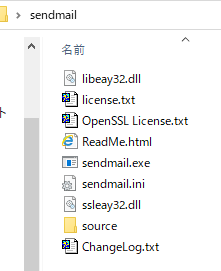 sendmail
名前
libeay32.dll
license.txt
OpenSSL License.txt
ReadMe.html
sendmail.exe
sendmail.ini
ssleay32.dll
source
ChangeLog.txt
ト